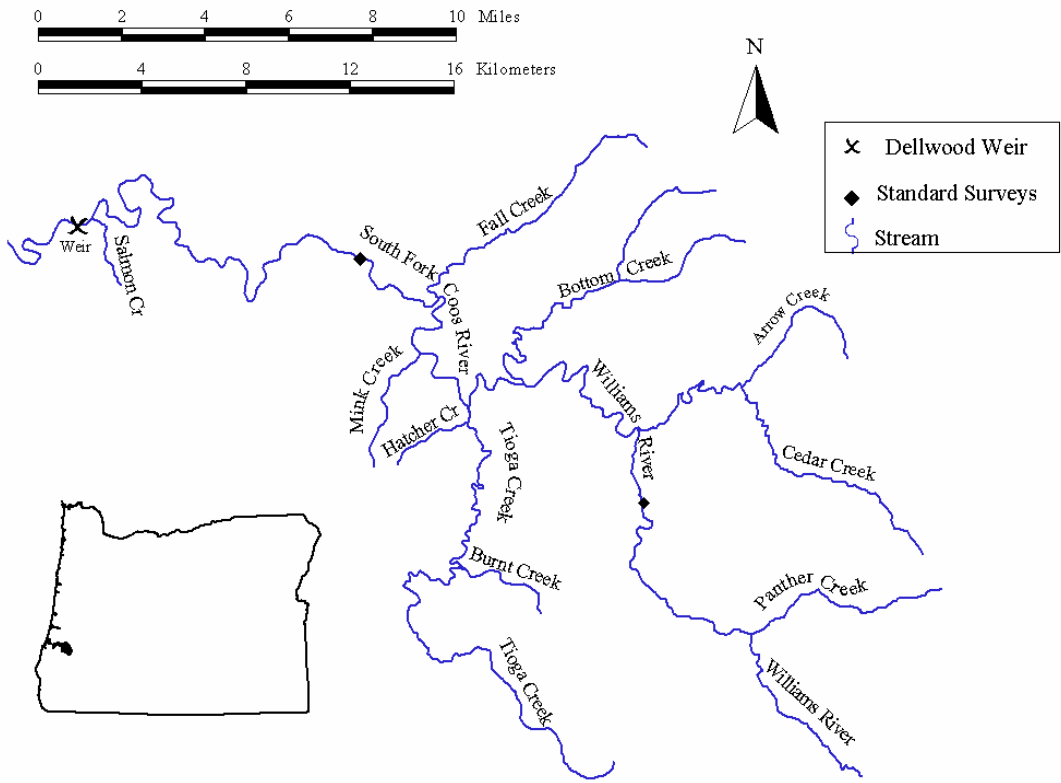 0 2 4 6 8 10 Miles
0 4 8 12 16 Kilometers
N
Dellwood Weir
Standard Surveys
Stream
Weir
Salmon Cr
South Fork
Coos River
Fall Creek
Bottom Creek
Arrow Creek
Mink Creek
Hatcher Cr
Williams River
Tioga Creek
Cedar Creek
Burnt Creek
Panther Creek
Tioga Creek
Williams River